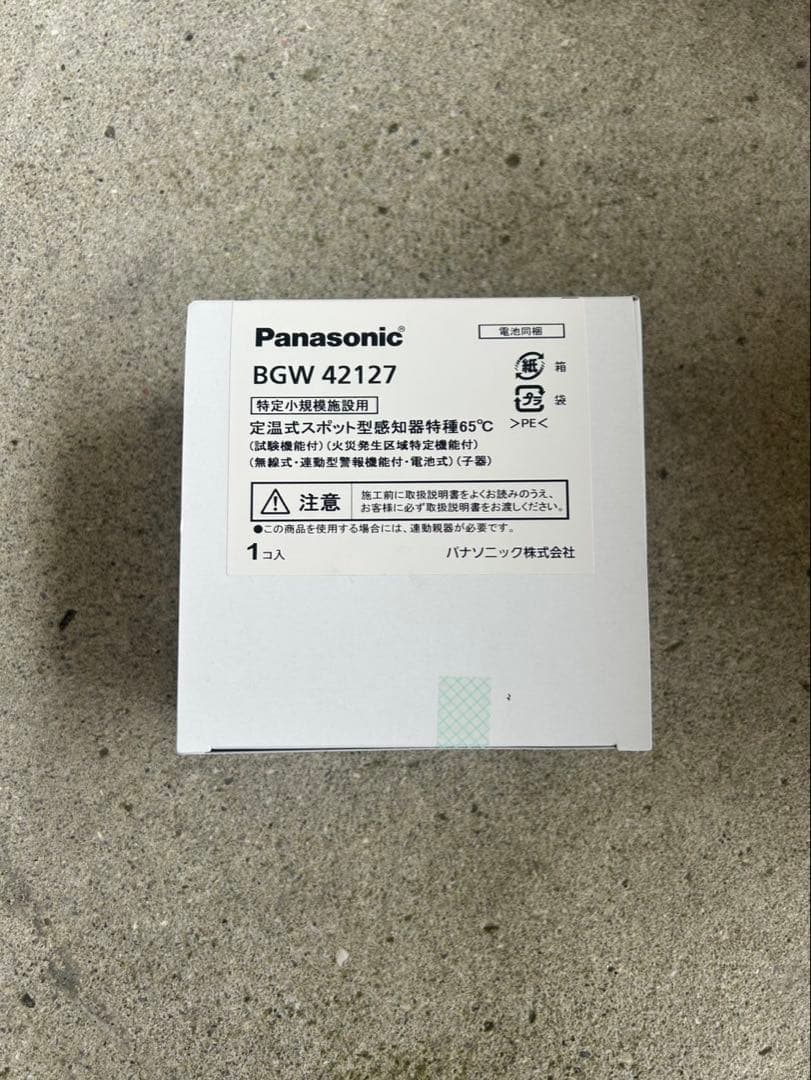 Panasonic®
電池同梱
BGW 42127
紙 箱
プラ 袋
>PE<
特定小規模施設用
定温式スポット型感知器特種65℃
(試験機能付)(火災発生区域特定機能付)
(無線式・連動型警報機能付・電池式)(子器)
注意
施工前に取扱説明書をよくお読みのうえ、
お客様に必ず取扱説明書をお渡しください。
●この商品を使用する場合には、連動親器が必要です。
1コ入
パナソニック株式会社